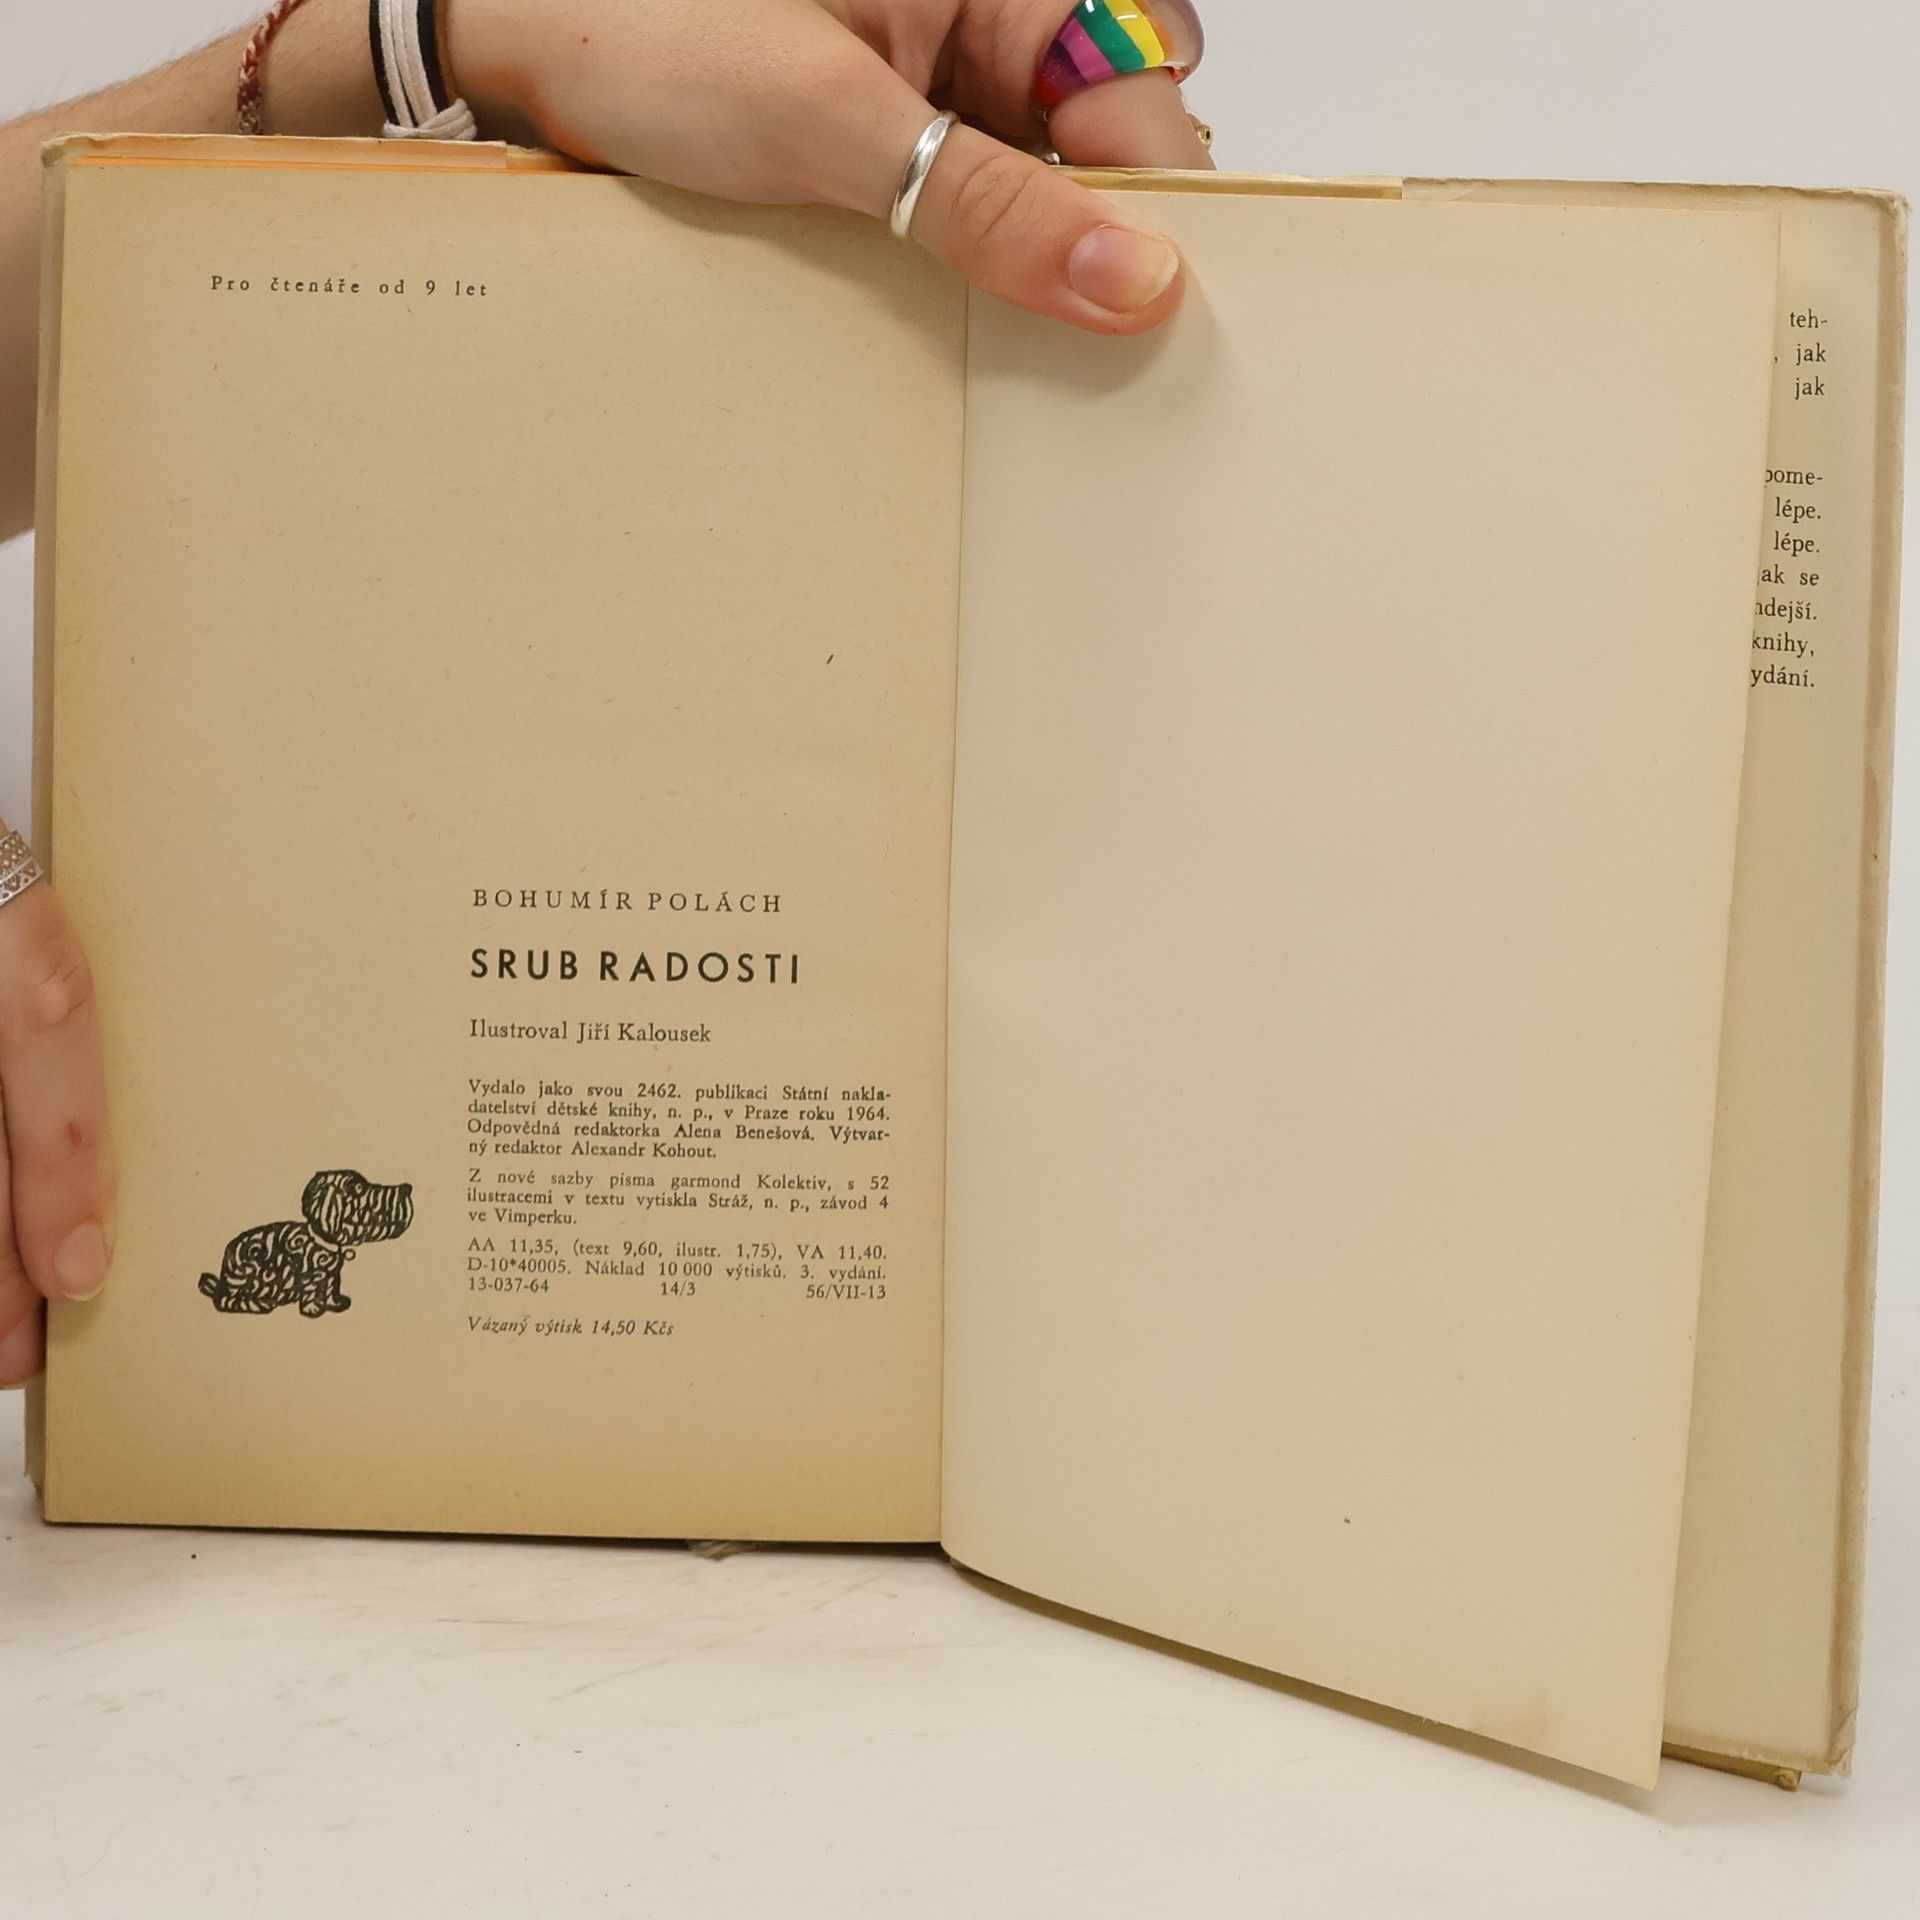 Pro čtenáře od 9 let
BOHUMÍR POLÁCH
SRUB RADOSTI
Ilustroval Jiří Kalousek
Vydalo jako svou 2462. publikaci Státní nakla-
datelství dětské knihy, n. p., v Praze roku 1964.
Odpovědná redaktorka Alena Benešová. Výtvar-
ný redaktor Alexandr Kohout.
Z nové sazby písma garmond Kolektiv, s 52
ilustracemi v textu vytiskla Stráž, n. p., závod 4
ve Vimperku.
AA 11,35, (text 9,60, ilustr. 1,75), VA 11,40.
D-10*40005. Náklad 10 000 výtisků. 3. vydání.
13-037-64 14/3 56/VII-13
Vázaný výtisk 14,50 Kčs
teh-
, jak
jak
pome-
lépe.
lépe.
jak se
ndejší.
knihy,
ydání.